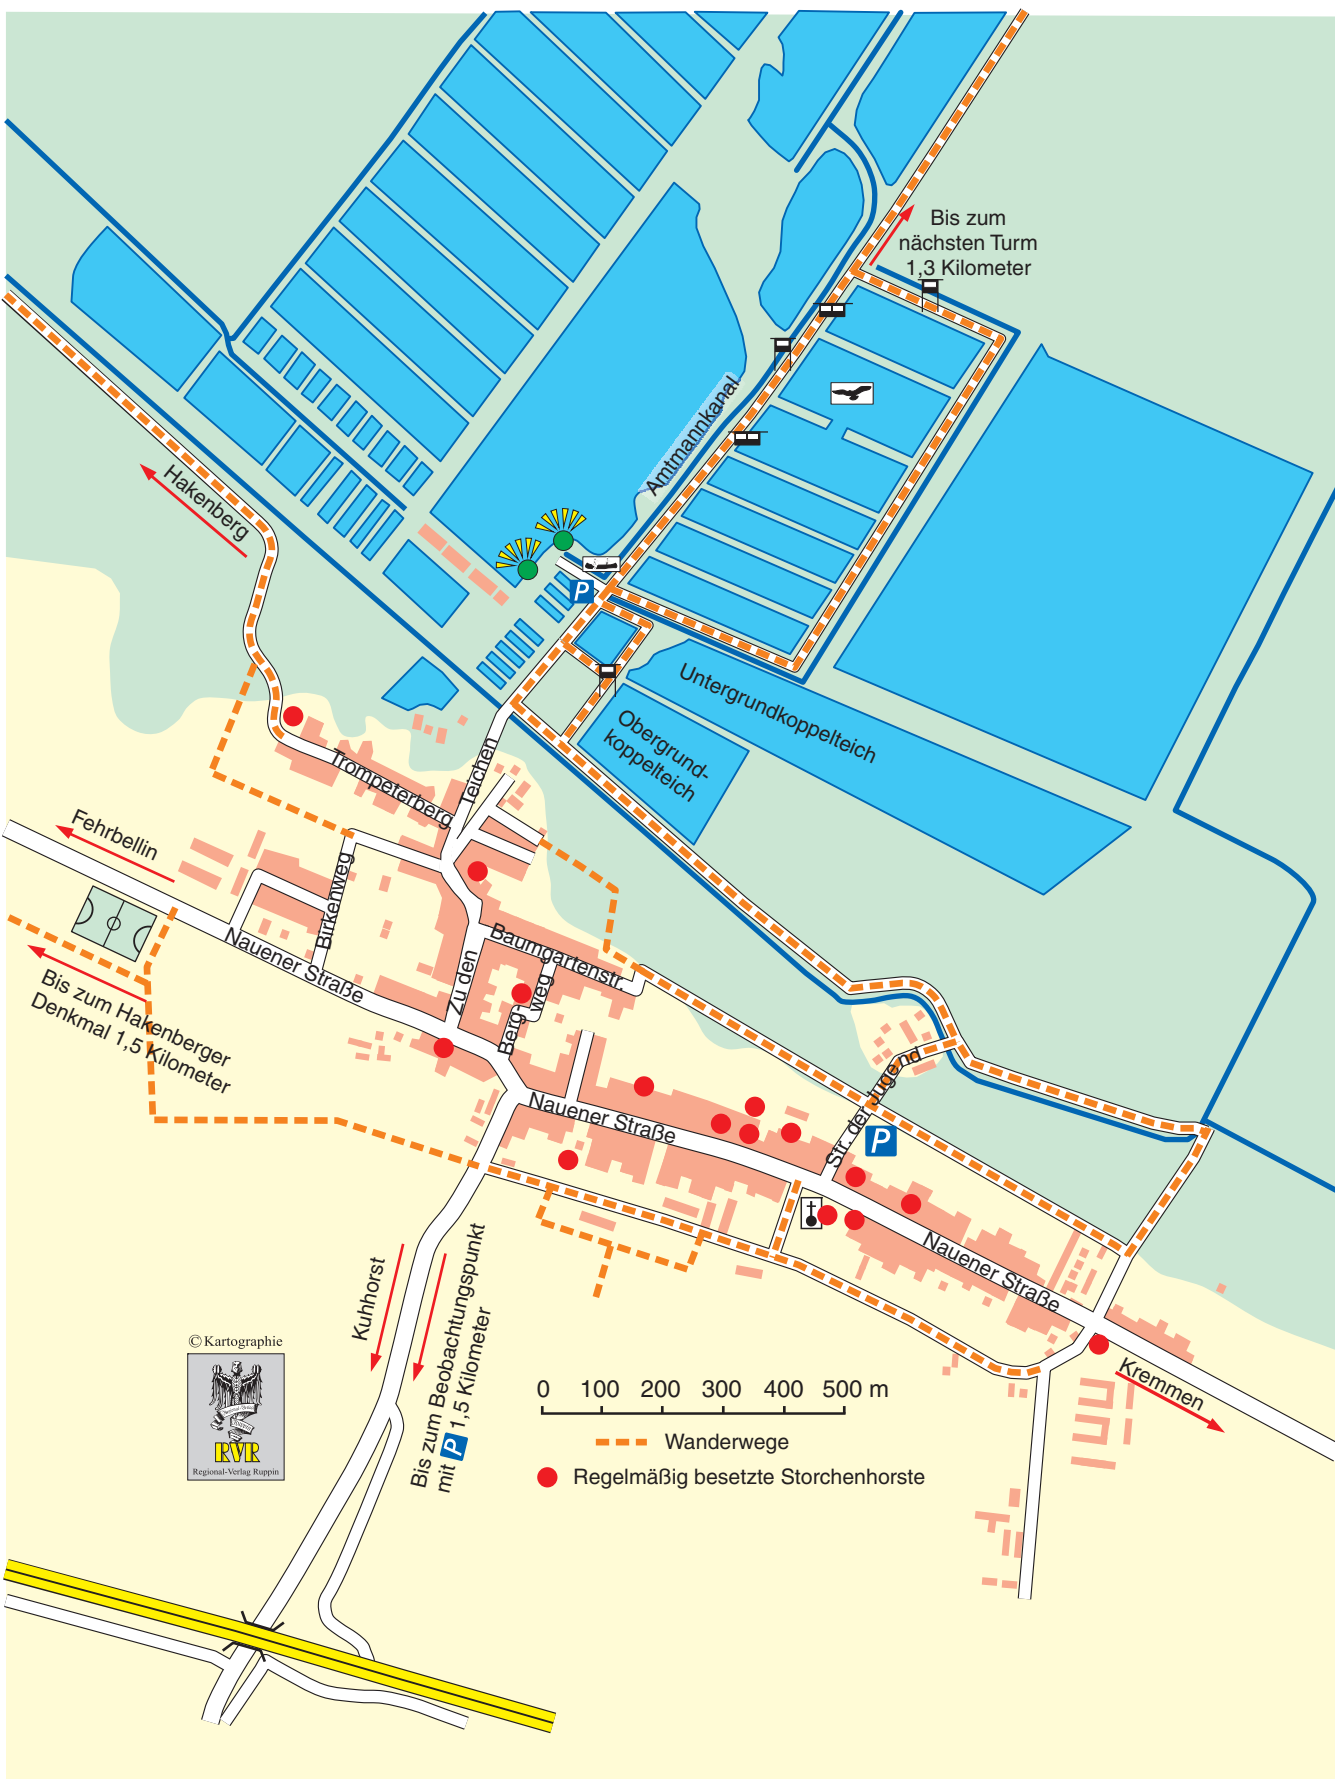 Bis zum
nächsten Turm
1,3 Kilometer
Amtmannkanal
Hakenberg
P
Untergrundkoppelteich
Obergrund-
koppelteich
Teichen
Trompeterberg
Fehrbellin
Birkenweg
Nauener Straße
Baumgartenstr.
Zu den
Berg-
weg
Bis zum Hakenberger
Denkmal 1,5 Kilometer
Nauener Straße
Str. der Jugend
P
Nauener Straße
Kuhhorst
Bis zum Beobachtungspunkt
mit P 1,5 Kilometer
Kremmen
© Kartographie
RVR
Regional-Verlag Ruppin
0 100 200 300 400 500 m
Wanderwege
Regelmäßig besetzte Storchenhorste